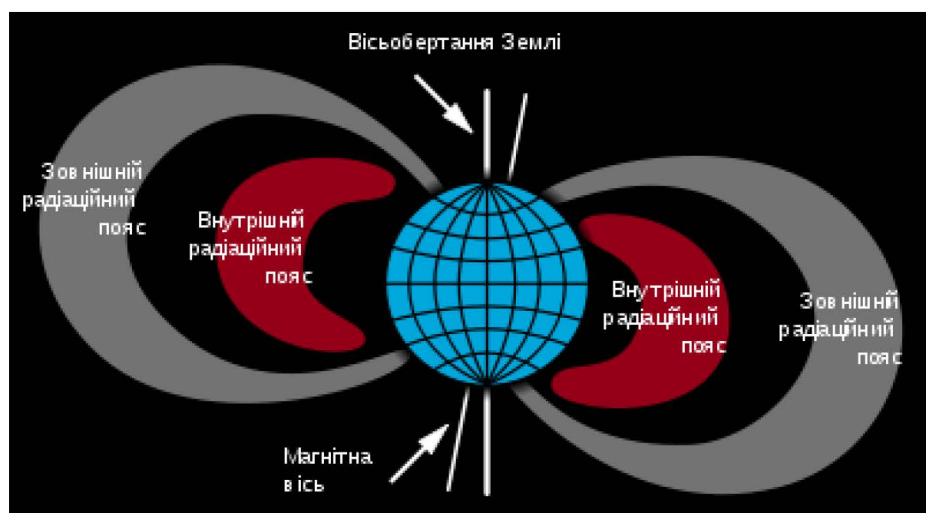 Вісьобертання Землі
Зовнішній
радіаційний
пояс
Внутрішній
радіаційний
пояс
Внутрішній
радіаційний
пояс
Зовнішній
радіаційний
пояс
Магнітна
вісь